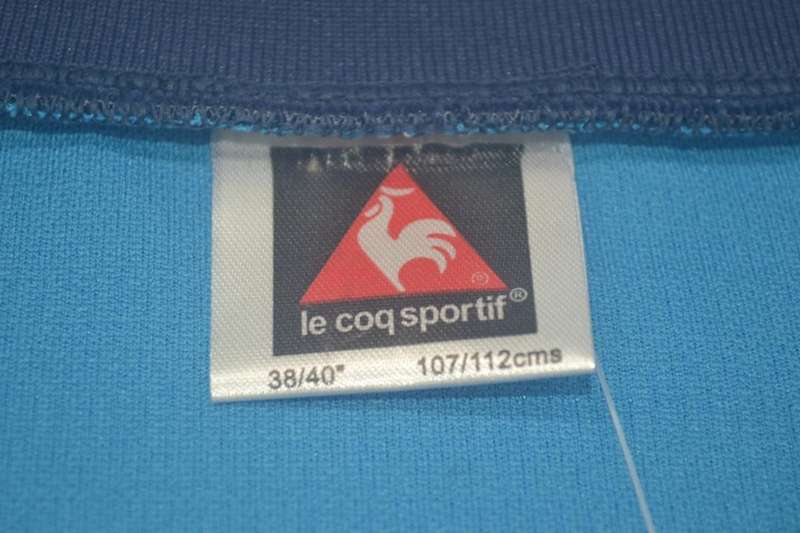 ®
le coq sportif®
38/40" 107/112cms